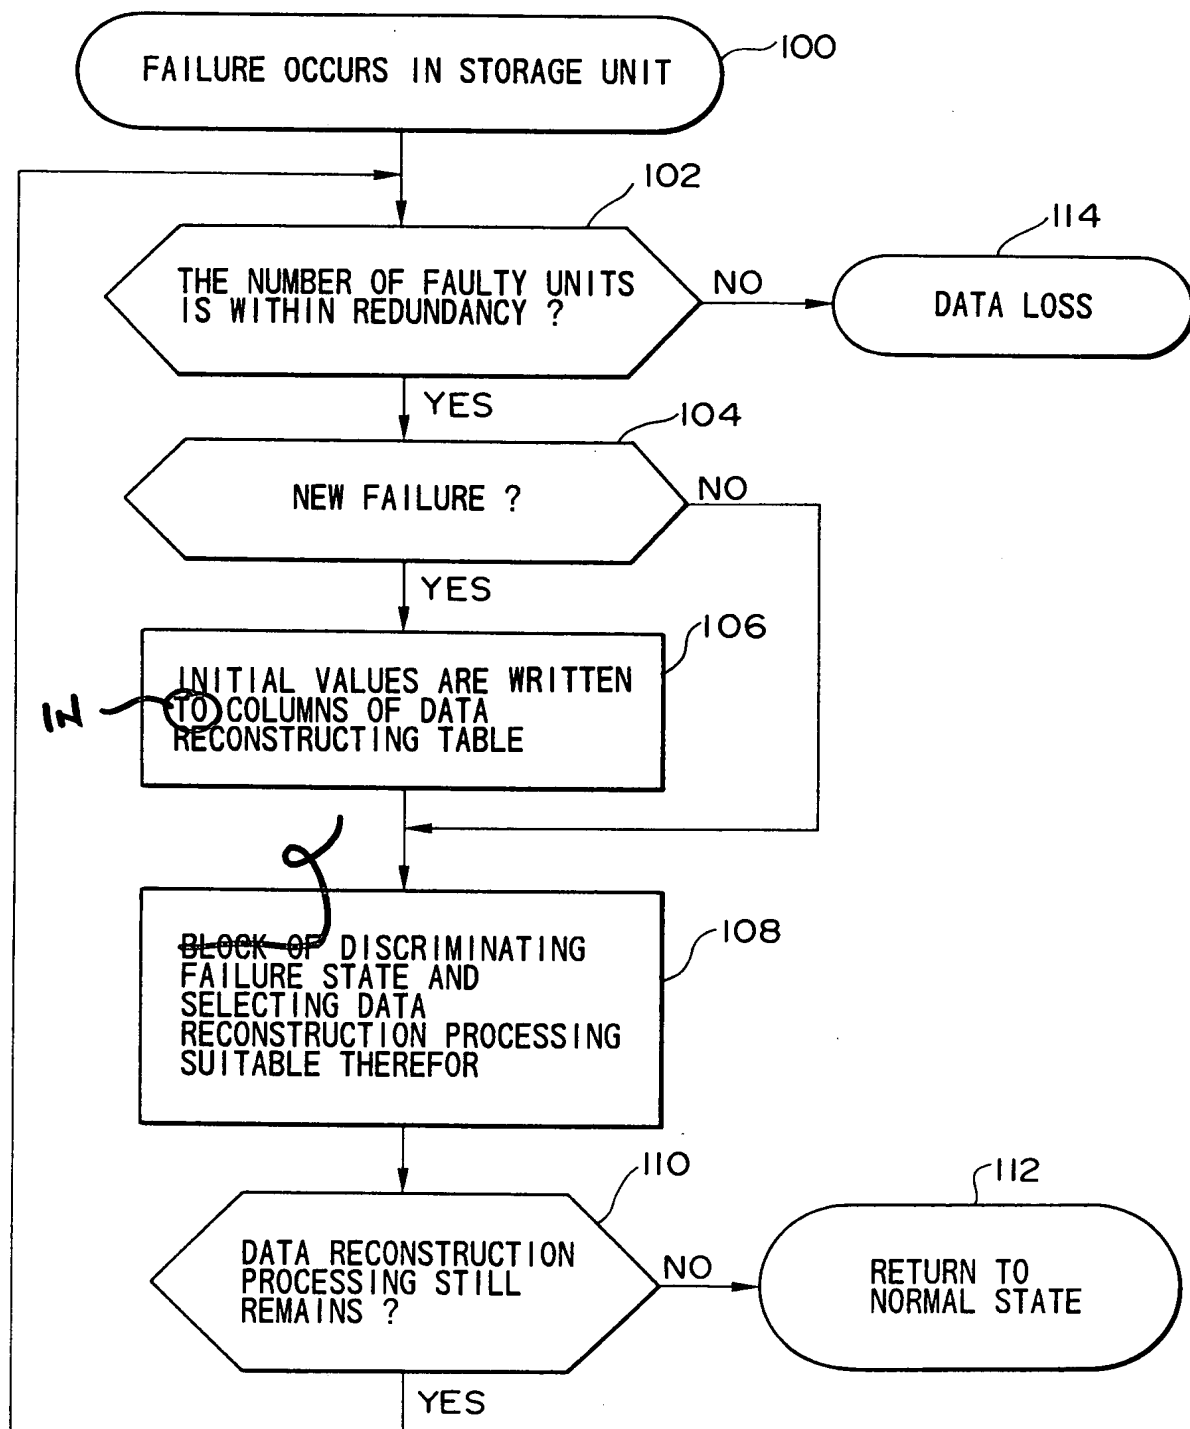 FAILURE OCCURS IN STORAGE UNIT
100
102
THE NUMBER OF FAULTY UNITS
IS WITHIN REDUNDANCY ?
NO
114
DATA LOSS
YES
104
NEW FAILURE ?
NO
YES
106
INITIAL VALUES ARE WRITTEN
IN
TO COLUMNS OF DATA
RECONSTRUCTING TABLE
108
BLOCK OF DISCRIMINATING
FAILURE STATE AND
SELECTING DATA
RECONSTRUCTION PROCESSING
SUITABLE THEREFOR
110
DATA RECONSTRUCTION
PROCESSING STILL
REMAINS ?
NO
112
RETURN TO
NORMAL STATE
YES